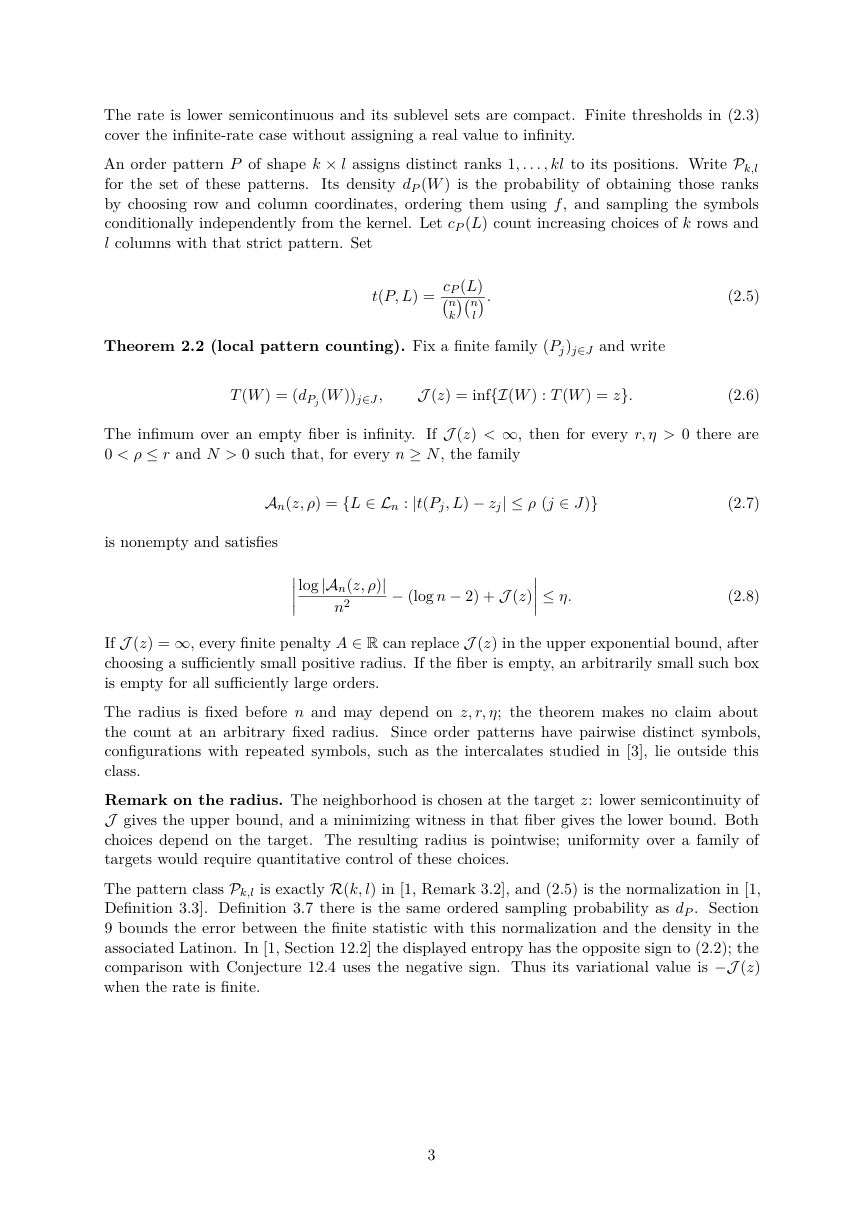 The rate is lower semicontinuous and its sublevel sets are compact. Finite thresholds in (2.3)
cover the infinite-rate case without assigning a real value to infinity.
An order pattern P of shape k × l assigns distinct ranks 1, . . . , kl to its positions. Write 𝒫_{k,l}
for the set of these patterns. Its density d_P(W) is the probability of obtaining those ranks
by choosing row and column coordinates, ordering them using f, and sampling the symbols
conditionally independently from the kernel. Let c_P(L) count increasing choices of k rows and
l columns with that strict pattern. Set
t(P, L) = c_P(L) / (\binom{n}{k}\binom{n}{l}). (2.5)
Theorem 2.2 (local pattern counting). Fix a finite family (P_j)_{j∈J} and write
T(W) = (d_{P_j}(W))_{j∈J}, 𝒥(z) = inf{ℐ(W) : T(W) = z}. (2.6)
The infimum over an empty fiber is infinity. If 𝒥(z) < ∞, then for every r, η > 0 there are
0 < ρ ≤ r and N > 0 such that, for every n ≥ N, the family
𝒜_n(z, ρ) = {L ∈ ℒ_n : |t(P_j, L) − z_j| ≤ ρ (j ∈ J)} (2.7)
is nonempty and satisfies
| log |𝒜_n(z, ρ)| / n² − (log n − 2) + 𝒥(z) | ≤ η. (2.8)
If 𝒥(z) = ∞, every finite penalty A ∈ ℝ can replace 𝒥(z) in the upper exponential bound, after
choosing a sufficiently small positive radius. If the fiber is empty, an arbitrarily small such box
is empty for all sufficiently large orders.
The radius is fixed before n and may depend on z, r, η; the theorem makes no claim about
the count at an arbitrary fixed radius. Since order patterns have pairwise distinct symbols,
configurations with repeated symbols, such as the intercalates studied in [3], lie outside this
class.
Remark on the radius. The neighborhood is chosen at the target z: lower semicontinuity of
𝒥 gives the upper bound, and a minimizing witness in that fiber gives the lower bound. Both
choices depend on the target. The resulting radius is pointwise; uniformity over a family of
targets would require quantitative control of these choices.
The pattern class 𝒫_{k,l} is exactly ℛ(k, l) in [1, Remark 3.2], and (2.5) is the normalization in [1,
Definition 3.3]. Definition 3.7 there is the same ordered sampling probability as d_P. Section
9 bounds the error between the finite statistic with this normalization and the density in the
associated Latinon. In [1, Section 12.2] the displayed entropy has the opposite sign to (2.2); the
comparison with Conjecture 12.4 uses the negative sign. Thus its variational value is −𝒥(z)
when the rate is finite.
3